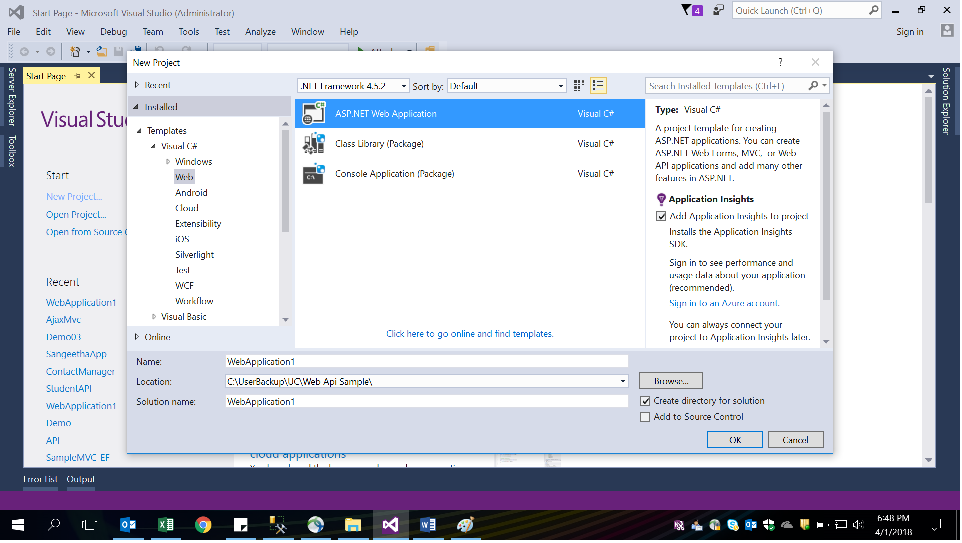 Start Page - Microsoft Visual Studio (Administrator)
4
Quick Launch (Ctrl+Q)
File Edit View Debug Team Tools Test Analyze Window Help
Sign in
Server Explorer
Toolbox
Solution Explorer
Start Page
Visual Stu
Start
New Project...
Open Project...
Open from Source C
Recent
WebApplication1
AjaxMvc
Demo03
SangeethaApp
ContactManager
StudentAPI
WebApplication1
Demo
API
SampleMVC_EF
New Project
?
Recent
.NET Framework 4.5.2
Sort by: Default
Search Installed Templates (Ctrl+E)
Installed
Templates
Visual C#
Windows
Web
Android
Cloud
Extensibility
iOS
Silverlight
Test
WCF
Workflow
Visual Basic
Online
ASP.NET Web Application Visual C#
Class Library (Package) Visual C#
Console Application (Package) Visual C#
Click here to go online and find templates.
Type: Visual C#
A project template for creating
ASP.NET applications. You can create
ASP.NET Web Forms, MVC, or Web
API applications and add many other
features in ASP.NET.
Application Insights
Add Application Insights to project
Installs the Application Insights
SDK.
Sign in to see performance and
usage data about your application
(recommended).
Sign in to an Azure account.
You can always connect your
project to Application Insights later.
Name: WebApplication1
Location: C:\UserBackup\UC\Web Api Sample\
Browse...
Solution name: WebApplication1
Create directory for solution
Add to Source Control
OK Cancel
cloud applications
Error List Output
6:48 PM
4/1/2018